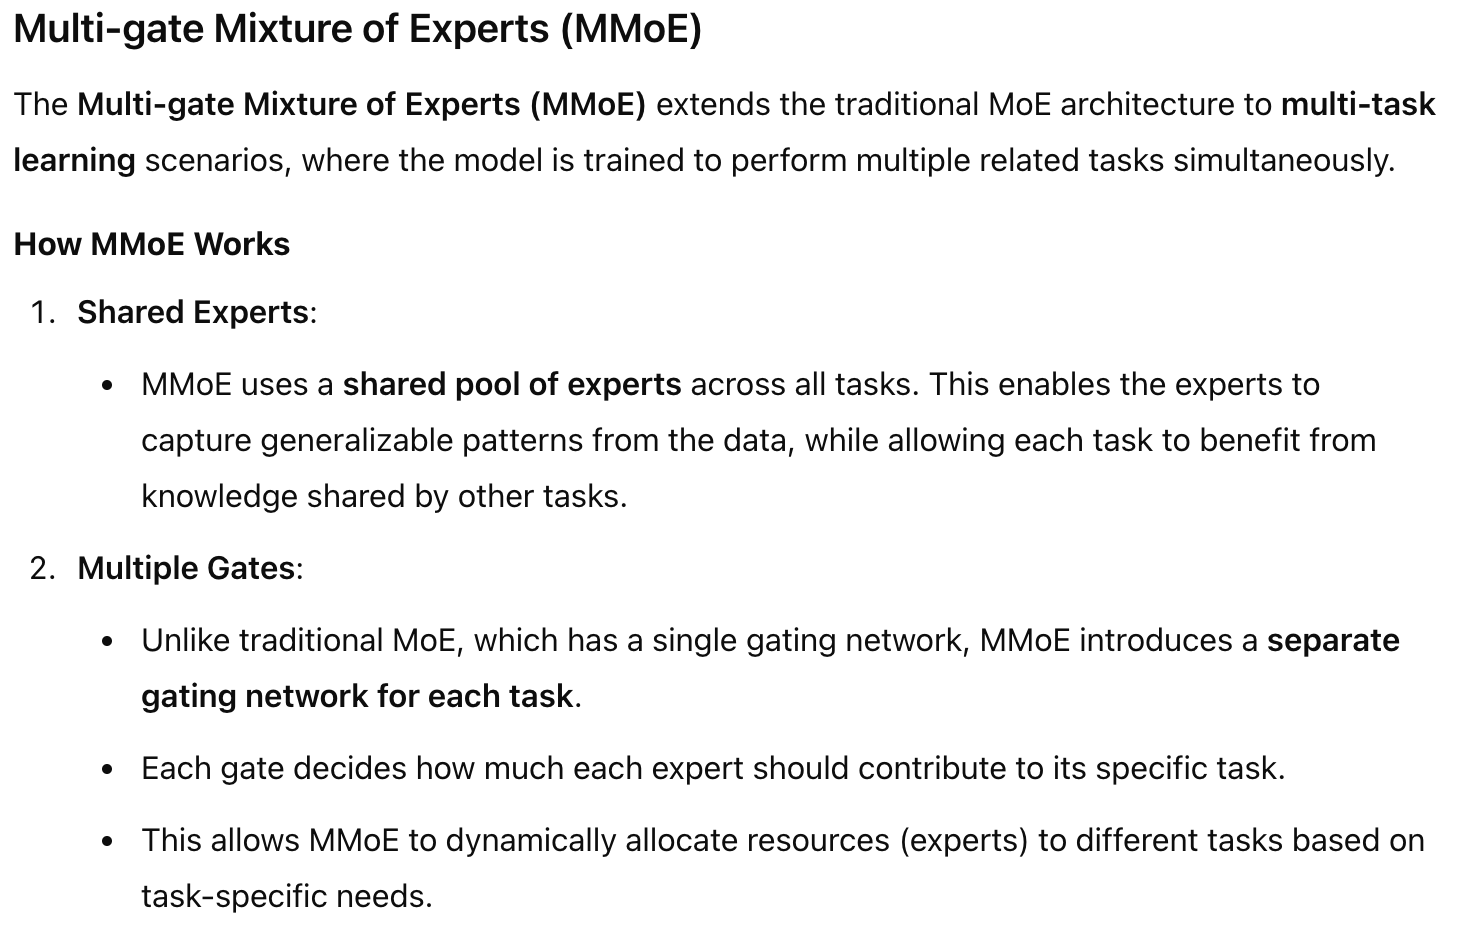 Multi-gate Mixture of Experts (MMoE)
The Multi-gate Mixture of Experts (MMoE) extends the traditional MoE architecture to multi-task
learning scenarios, where the model is trained to perform multiple related tasks simultaneously.
How MMoE Works
1. Shared Experts:
• MMoE uses a shared pool of experts across all tasks. This enables the experts to
capture generalizable patterns from the data, while allowing each task to benefit from
knowledge shared by other tasks.
2. Multiple Gates:
• Unlike traditional MoE, which has a single gating network, MMoE introduces a separate
gating network for each task.
• Each gate decides how much each expert should contribute to its specific task.
• This allows MMoE to dynamically allocate resources (experts) to different tasks based on
task-specific needs.